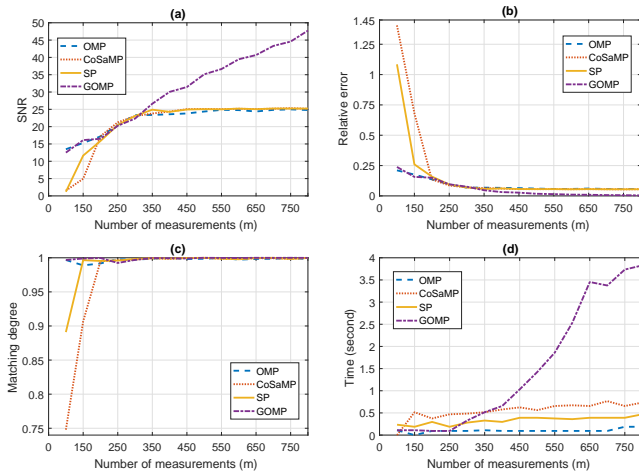 (a)
50
45
40
35
30
25
20
15
10
5
0
SNR
OMP
CoSaMP
SP
GOMP
50 150 250 350 450 550 650 750
Number of measurements (m)
(b)
1.45
1.25
1
0.75
0.5
0.25
0
Relative error
OMP
CoSaMP
SP
GOMP
50 150 250 350 450 550 650 750
Number of measurements (m)
(c)
1
0.95
0.9
0.85
0.8
0.75
Matching degree
OMP
CoSaMP
SP
GOMP
50 150 250 350 450 550 650 750
Number of measurements (m)
(d)
4
3.5
3
2.5
2
1.5
1
0.5
0
Time (second)
OMP
CoSaMP
SP
GOMP
50 150 250 350 450 550 650 750
Number of measurements (m)